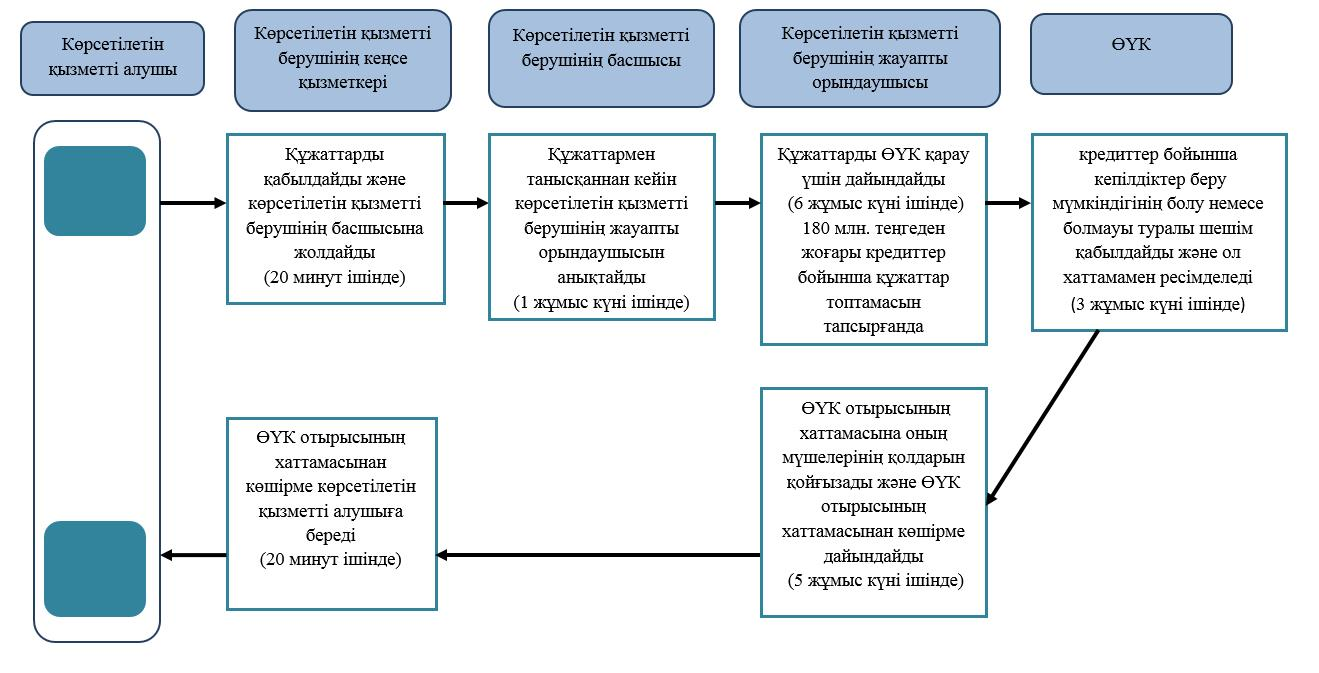 Көрсетілетін
қызметті алушы
Көрсетілетін қызметті
берушінің кеңсе
қызметкері
Көрсетілетін қызметті
берушінің басшысы
Көрсетілетін қызметті
берушінің жауапты
орындаушысы
ӨҮК
Құжаттарды
қабылдайды және
көрсетілетін қызметті
берушінің басшысына
жолдайды
(20 минут ішінде)
Құжаттармен
танысқаннан кейін
көрсетілетін қызметті
берушінің жауапты
орындаушысын
анықтайды
(1 жұмыс күні ішінде)
Құжаттарды ӨҮК қарау
үшін дайындайды
(6 жұмыс күні ішінде)
180 млн. теңгеден
жоғары кредиттер
бойынша құжаттар
топтамасын
тапсырғанда
кредиттер бойынша
кепілдіктер беру
мүмкіндігінің болу немесе
болмауы туралы шешім
қабылдайды және ол
хаттамамен ресімделеді
(3 жұмыс күні ішінде)
ӨҮК отырысының
хаттамасынан
көшірме көрсетілетін
қызметті алушыға
береді
(20 минут ішінде)
ӨҮК отырысының
хаттамасына оның
мүшелерінің қолдарын
қойғызады және ӨҮК
отырысының
хаттамасынан көшірме
дайындайды
(5 жұмыс күні ішінде)